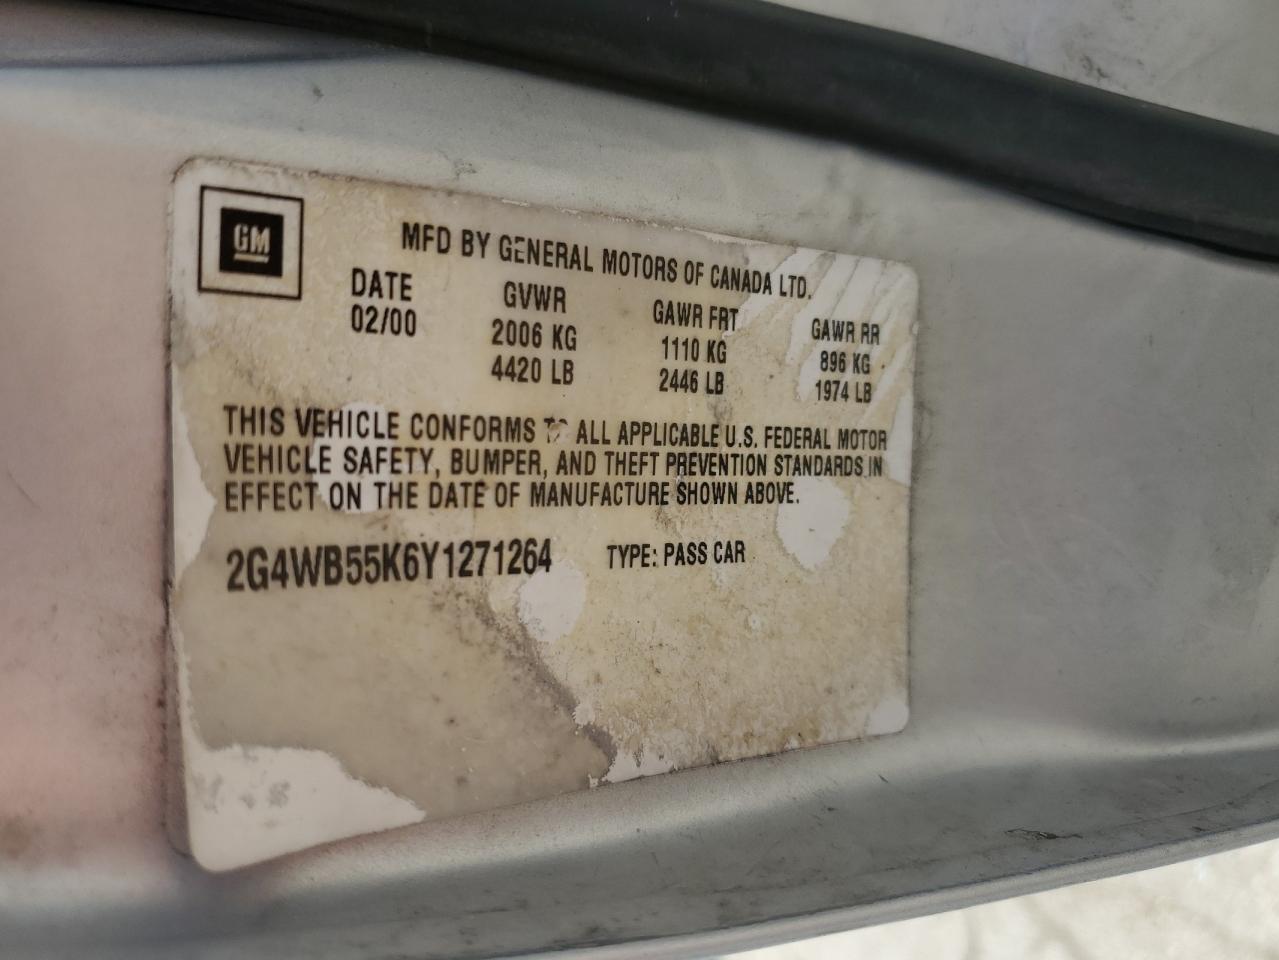 GM
MFD BY GENERAL MOTORS OF CANADA LTD.
DATE GVWR GAWR FRT GAWR RR
02/00 2006 KG 1110 KG 896 KG
4420 LB 2446 LB 1974 LB
THIS VEHICLE CONFORMS TO ALL APPLICABLE U.S. FEDERAL MOTOR
VEHICLE SAFETY, BUMPER, AND THEFT PREVENTION STANDARDS IN
EFFECT ON THE DATE OF MANUFACTURE SHOWN ABOVE.
2G4WB55K6Y1271264 TYPE: PASS CAR